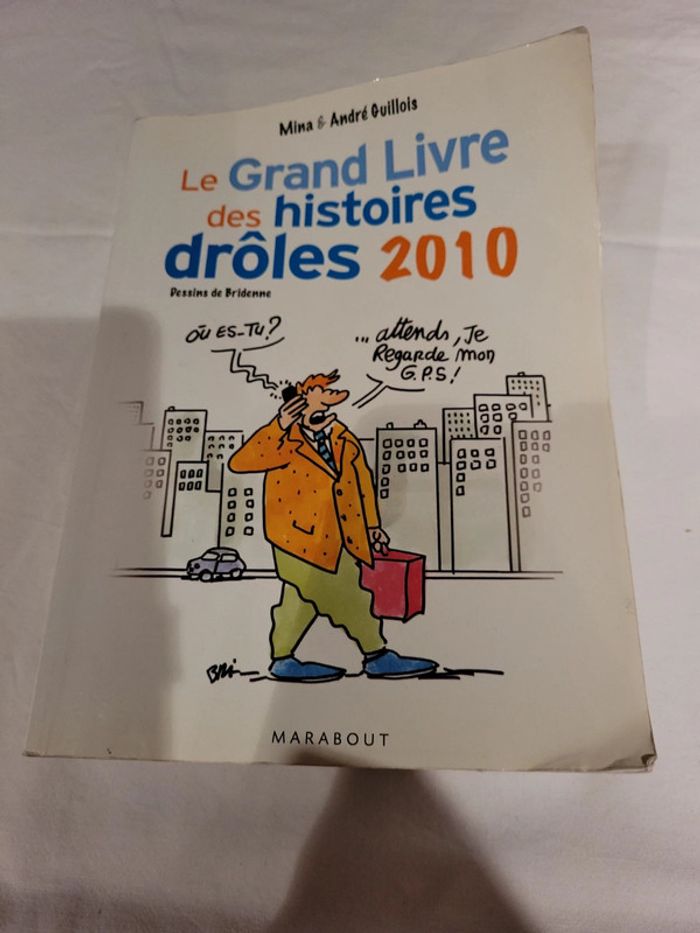 Mina & André Guillois
Le Grand Livre
des histoires
drôles 2010
Dessins de Bridenne
OÙ ES-TU?
... attends, Je
Regarde mon
G.P.S!
BRi
MARABOUT